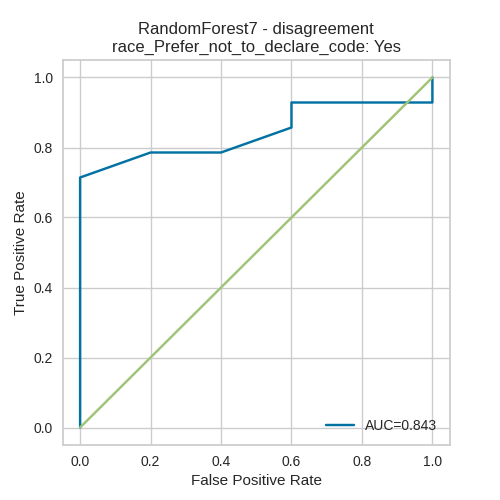 RandomForest7 - disagreement
race_Prefer_not_to_declare_code: Yes
1.0
0.8
0.6
0.4
0.2
0.0
True Positive Rate
AUC=0.843
0.0 0.2 0.4 0.6 0.8 1.0
False Positive Rate